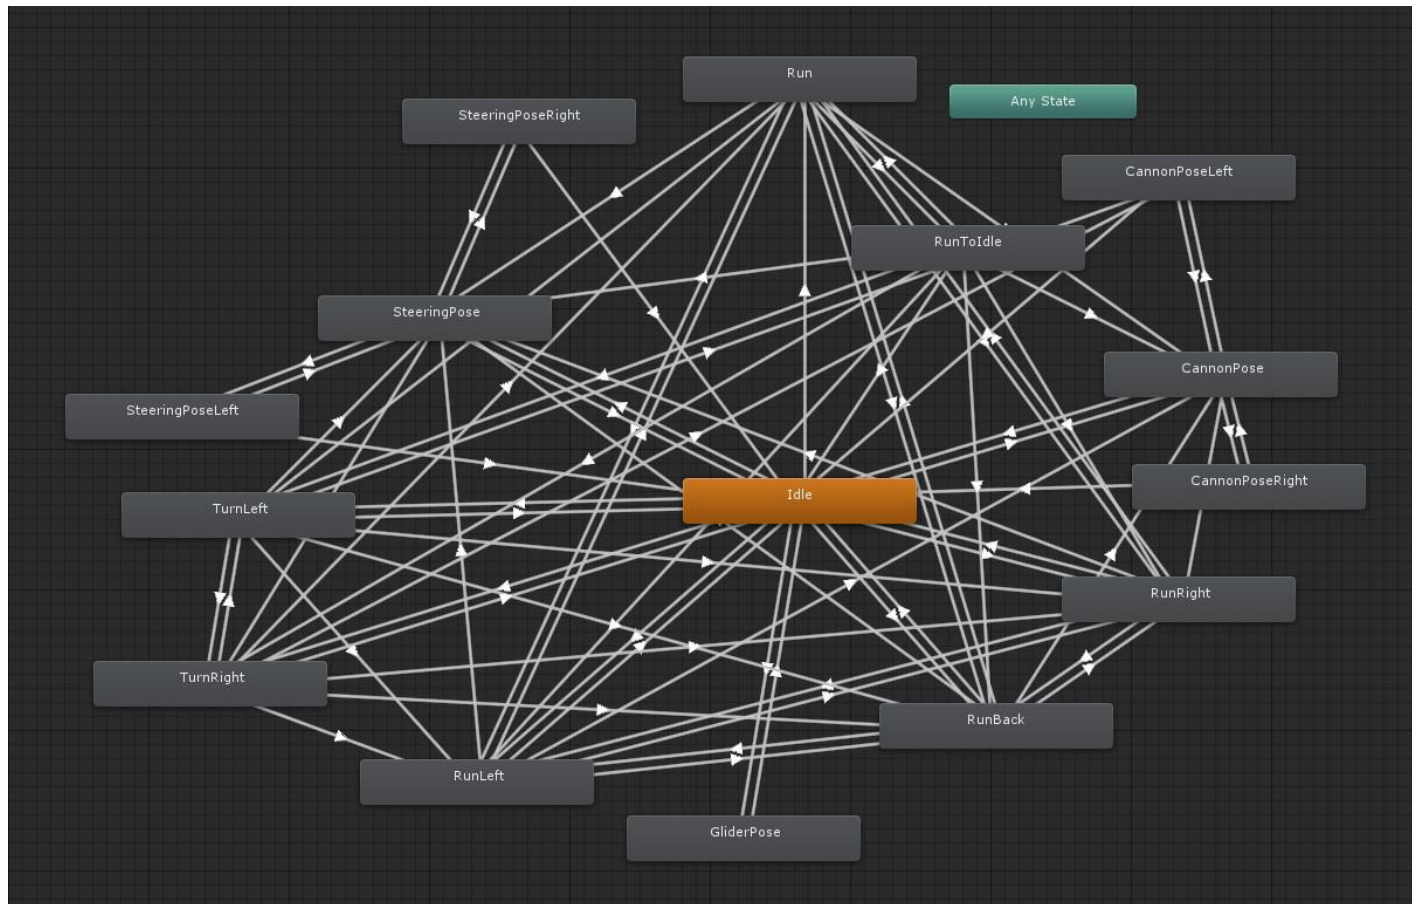 Run
Any State
SteeringPoseRight
CannonPoseLeft
RunToIdle
SteeringPose
CannonPose
SteeringPoseLeft
CannonPoseRight
Idle
TurnLeft
RunRight
TurnRight
RunBack
RunLeft
GliderPose